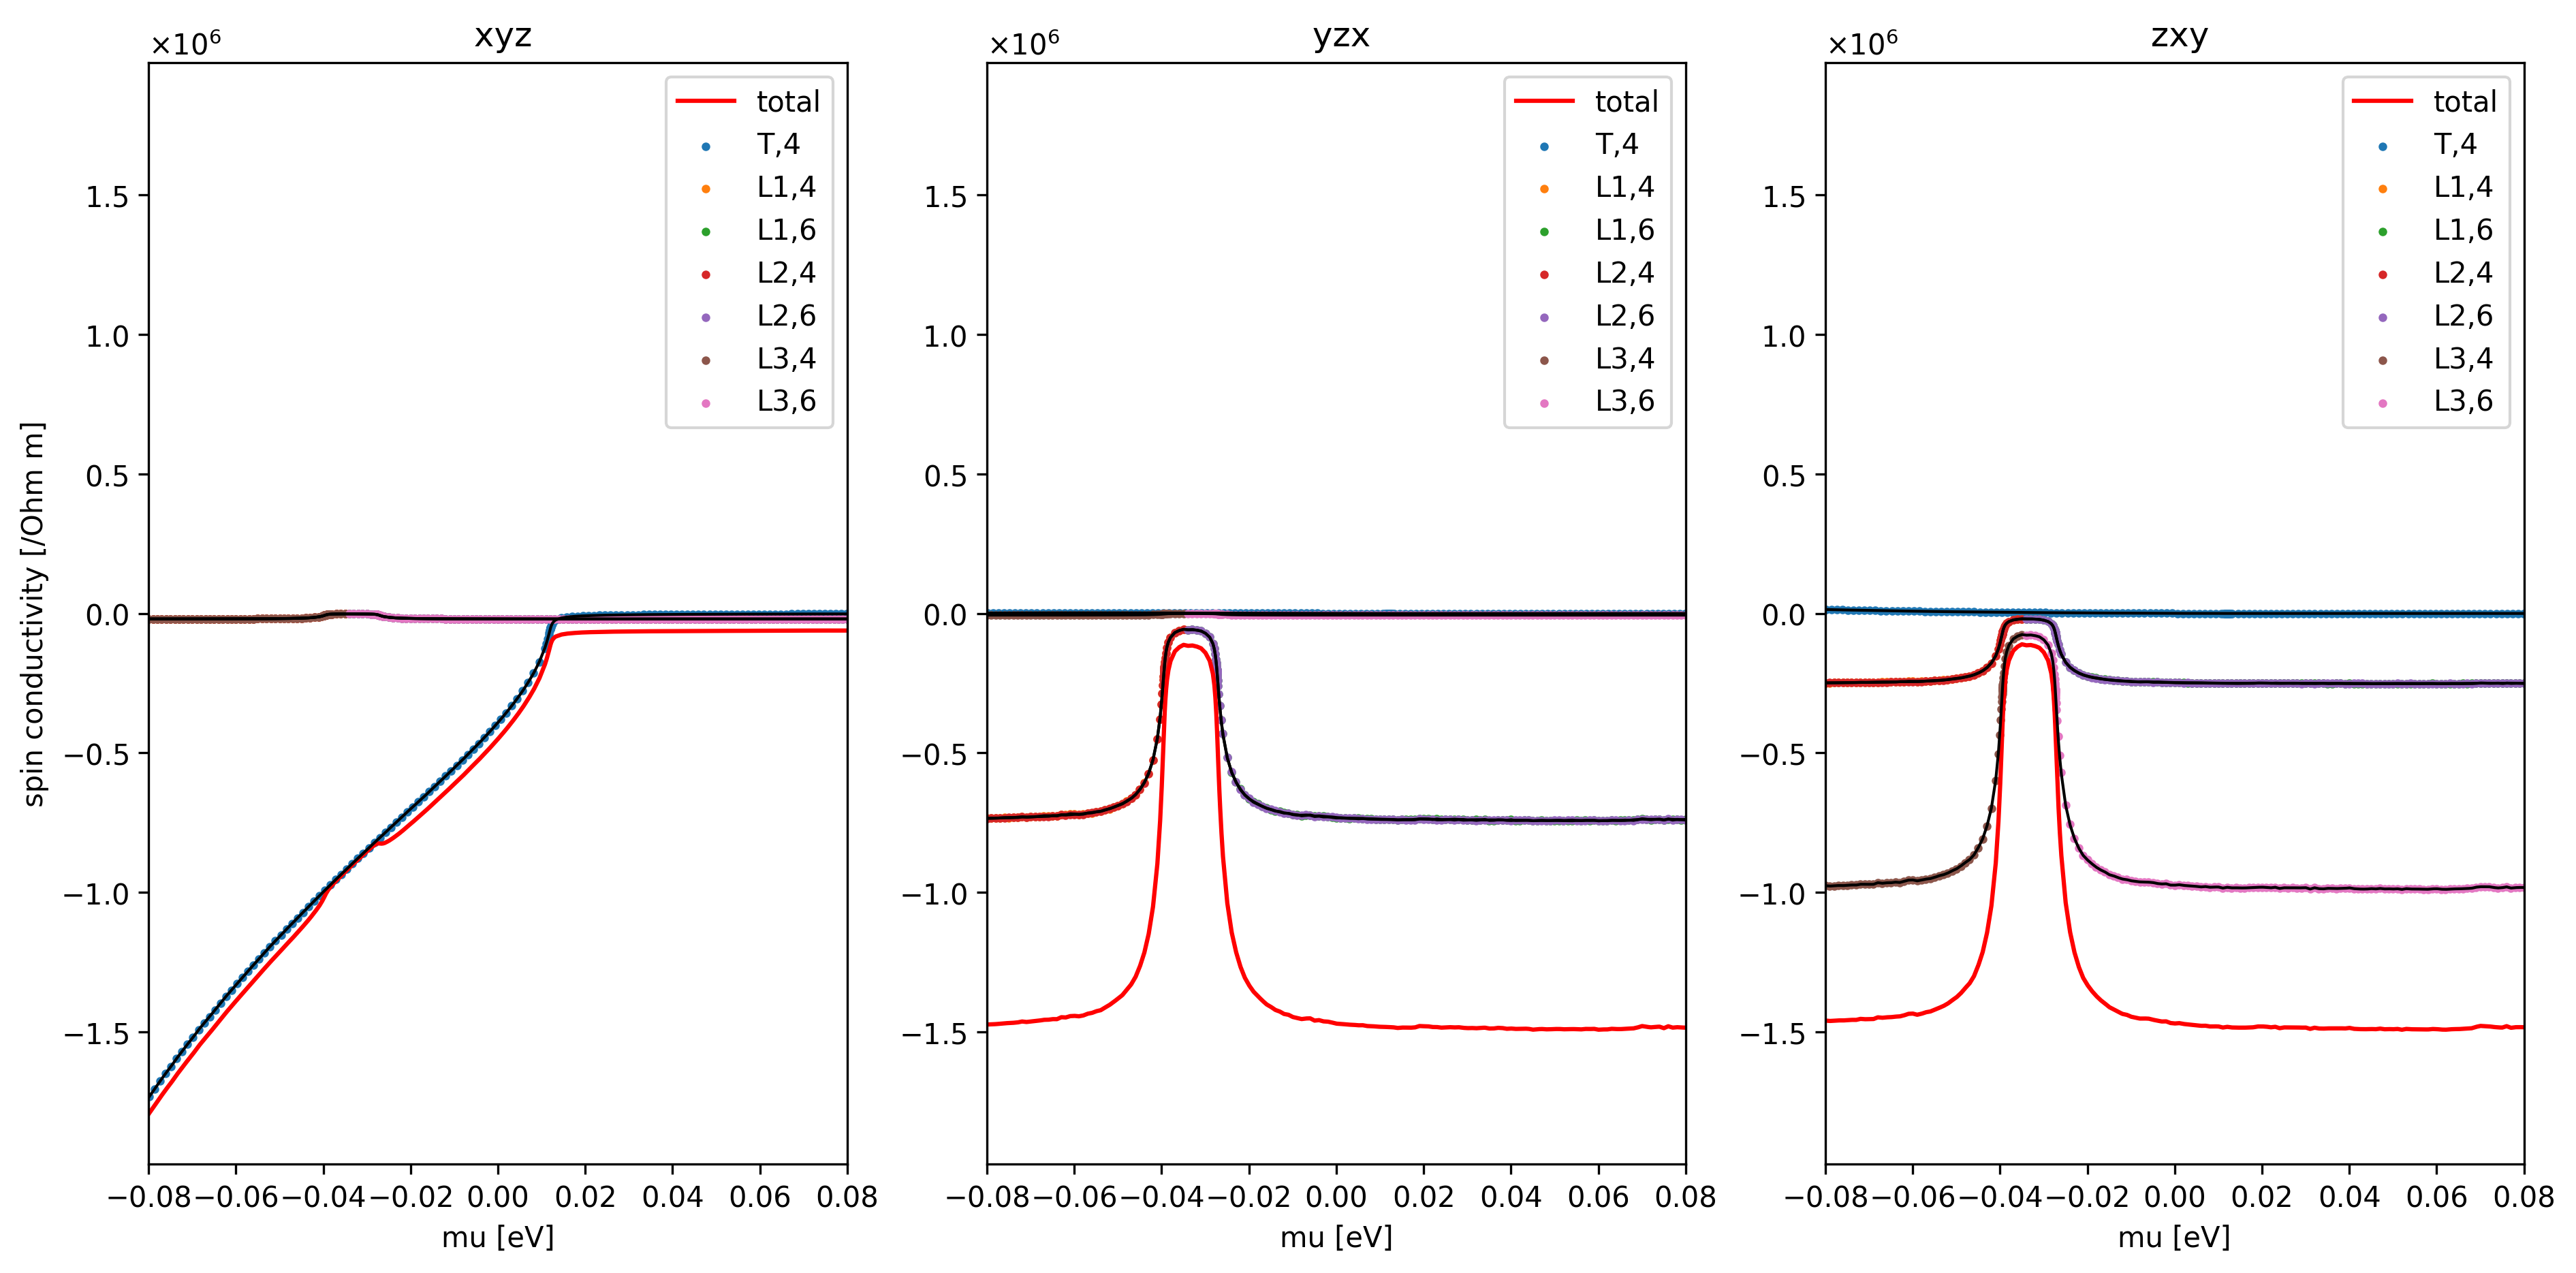 xyz
×10⁶
spin conductivity [/Ohm m]
1.5
1.0
0.5
0.0
−0.5
−1.0
−1.5
total
T,4
L1,4
L1,6
L2,4
L2,6
L3,4
L3,6
−0.08 −0.06 −0.04 −0.02 0.00 0.02 0.04 0.06 0.08
mu [eV]
yzx
×10⁶
1.5
1.0
0.5
0.0
−0.5
−1.0
−1.5
total
T,4
L1,4
L1,6
L2,4
L2,6
L3,4
L3,6
−0.08 −0.06 −0.04 −0.02 0.00 0.02 0.04 0.06 0.08
mu [eV]
zxy
×10⁶
1.5
1.0
0.5
0.0
−0.5
−1.0
−1.5
total
T,4
L1,4
L1,6
L2,4
L2,6
L3,4
L3,6
−0.08 −0.06 −0.04 −0.02 0.00 0.02 0.04 0.06 0.08
mu [eV]